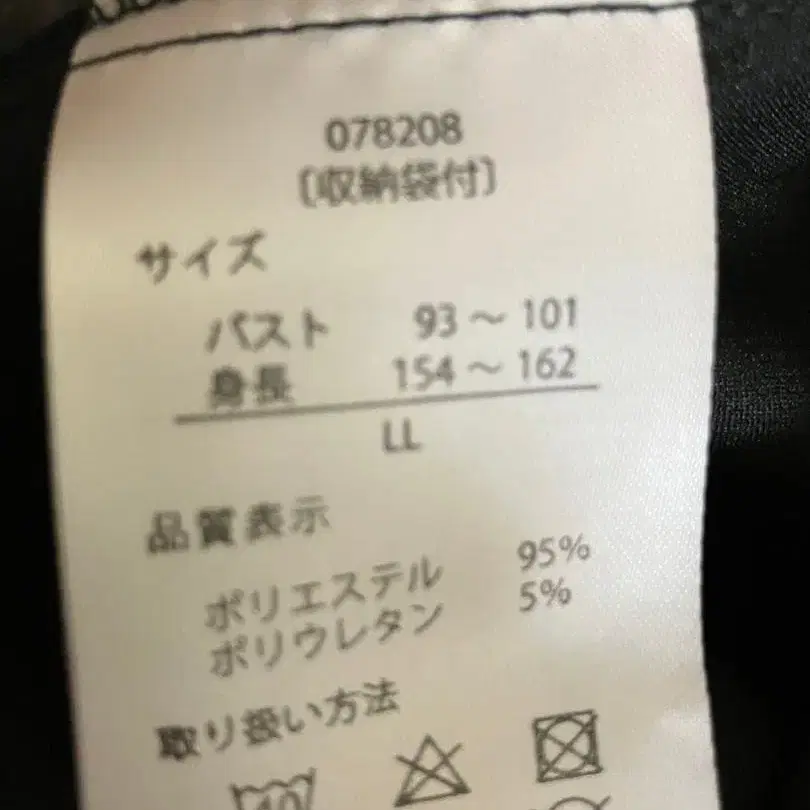 078208
〔収納袋付〕
サイズ
バスト 93～101
身長 154～162
LL
品質表示
ポリエステル 95%
ポリウレタン 5%
取り扱い方法
40